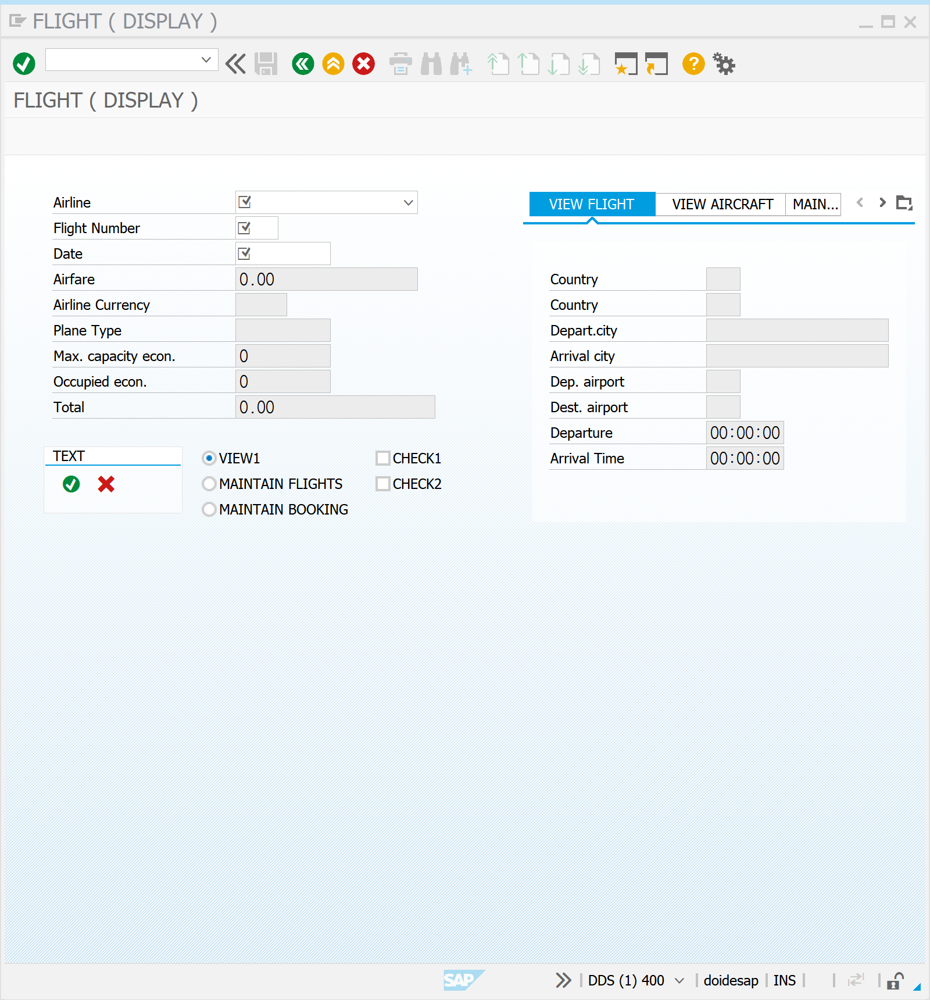 FLIGHT ( DISPLAY )
FLIGHT ( DISPLAY )
Airline
Flight Number
Date
Airfare 0.00
Airline Currency
Plane Type
Max. capacity econ. 0
Occupied econ. 0
Total 0.00
TEXT
VIEW1
MAINTAIN FLIGHTS
MAINTAIN BOOKING
CHECK1
CHECK2
VIEW FLIGHT VIEW AIRCRAFT MAIN...
Country
Country
Depart.city
Arrival city
Dep. airport
Dest. airport
Departure 00:00:00
Arrival Time 00:00:00
SAP DDS (1) 400 doidesap INS